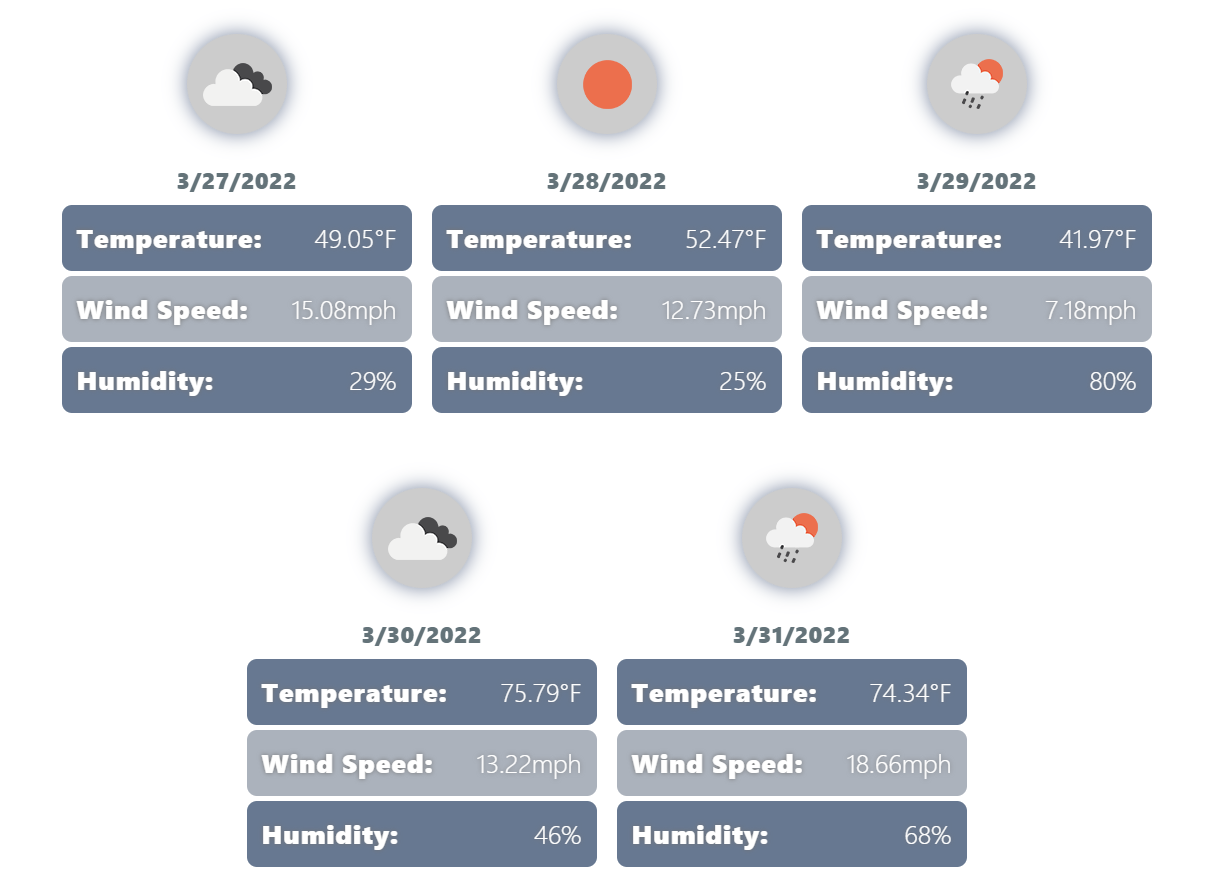 3/27/2022
Temperature: 49.05°F
Wind Speed: 15.08mph
Humidity: 29%
3/28/2022
Temperature: 52.47°F
Wind Speed: 12.73mph
Humidity: 25%
3/29/2022
Temperature: 41.97°F
Wind Speed: 7.18mph
Humidity: 80%
3/30/2022
Temperature: 75.79°F
Wind Speed: 13.22mph
Humidity: 46%
3/31/2022
Temperature: 74.34°F
Wind Speed: 18.66mph
Humidity: 68%